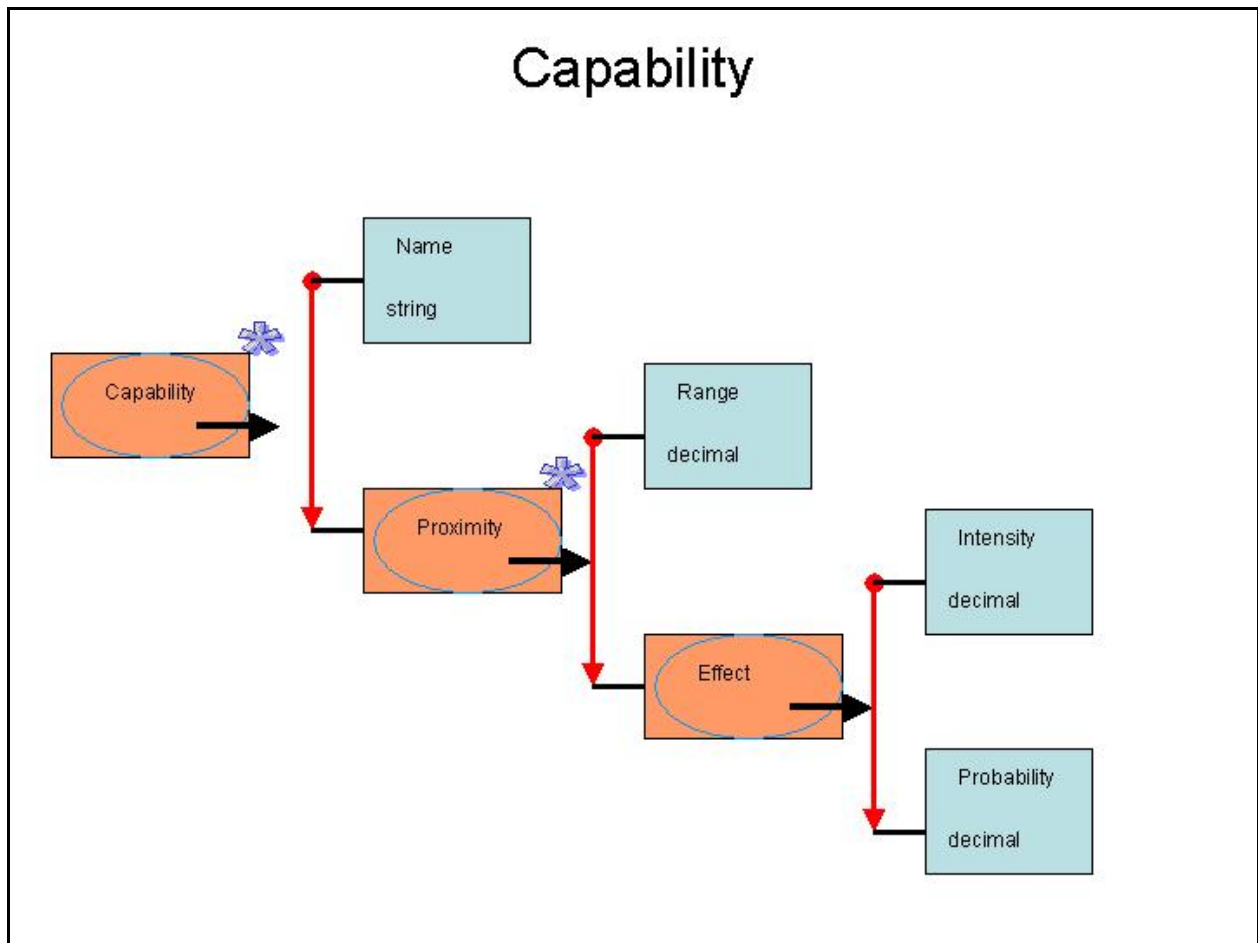 Capability
Name
string
Capability
Range
decimal
Proximity
Intensity
decimal
Effect
Probability
decimal